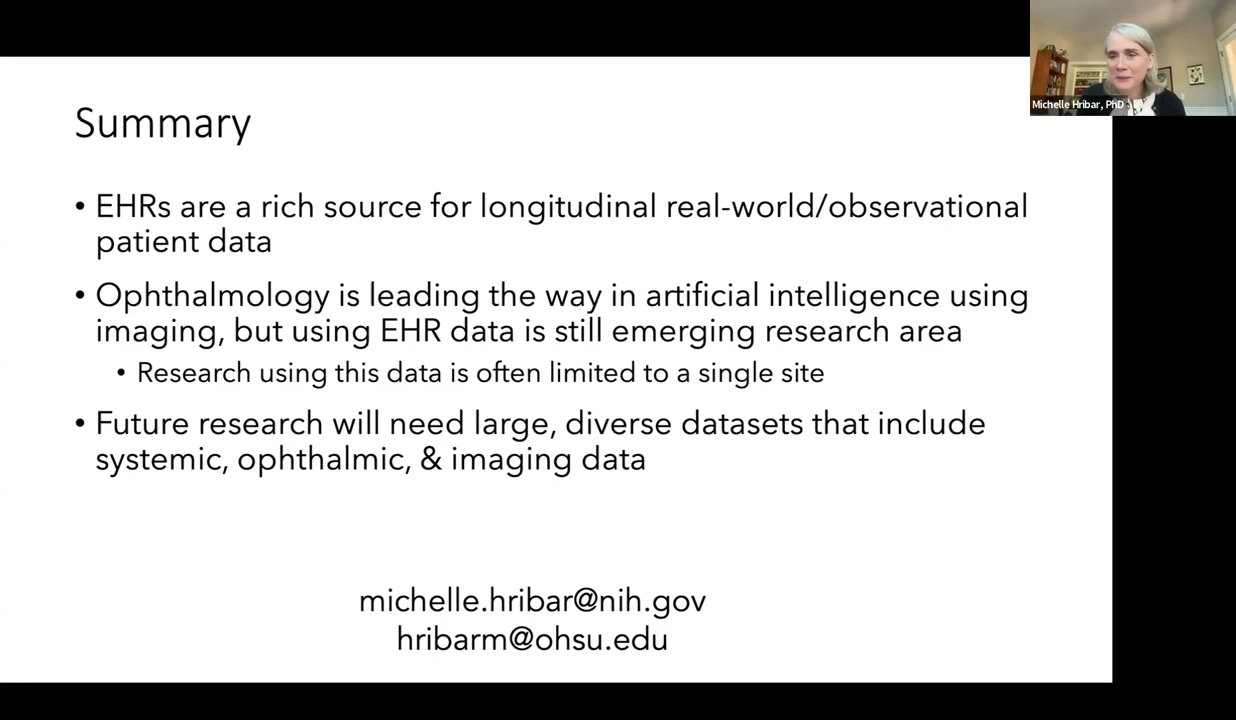 Michelle Hribar, PhD
Summary
• EHRs are a rich source for longitudinal real-world/observational
patient data
• Ophthalmology is leading the way in artificial intelligence using
imaging, but using EHR data is still emerging research area
• Research using this data is often limited to a single site
• Future research will need large, diverse datasets that include
systemic, ophthalmic, & imaging data
michelle.hribar@nih.gov
hribarm@ohsu.edu